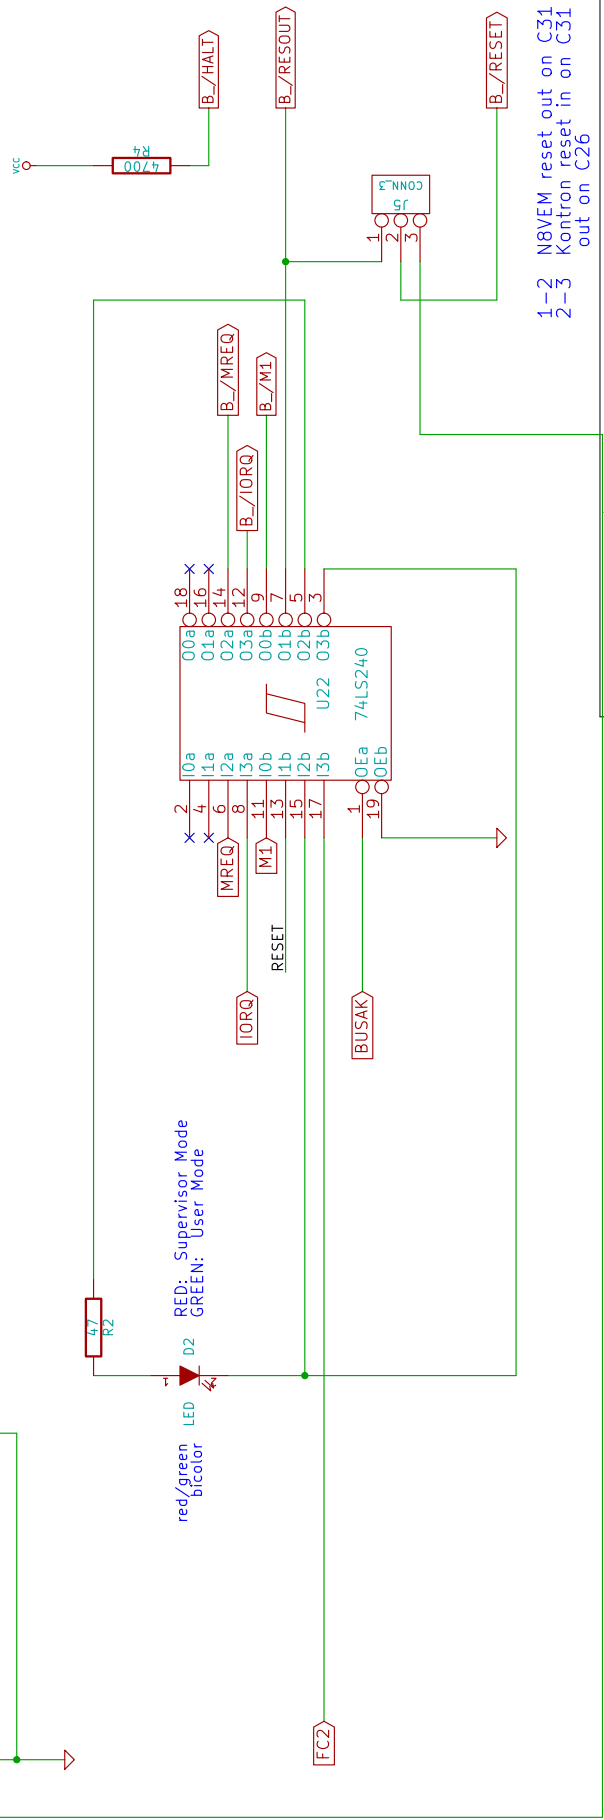 VCC
R4
4700
B_/HALT
B_/RESOUT
B_/RESET
CONN_3
J5
1
2
3
1-2 N8VEM reset out on C31
2-3 Kontron reset in on C31
out on C26
B_/MREQ
B_/M1
B_/IORQ
18
16
14
12
9
7
5
3
O0a
O1a
O2a
O3a
O0b
O1b
O2b
O3b
U22
74LS240
I0a
I1a
I2a
I3a
I0b
I1b
I2b
I3b
OEa
OEb
2
4
6
8
11
13
15
17
1
19
MREQ
M1
RESET
IORQ
BUSAK
RED: Supervisor Mode
GREEN: User Mode
47
R2
D2
1
2
LED
red/green
bicolor
FC2